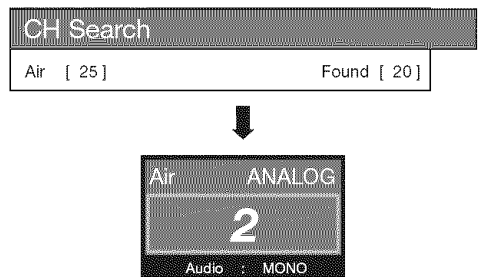 CH Search
Air [ 25 ] Found [ 20 ]
Air ANALOG
2
Audio : MONO